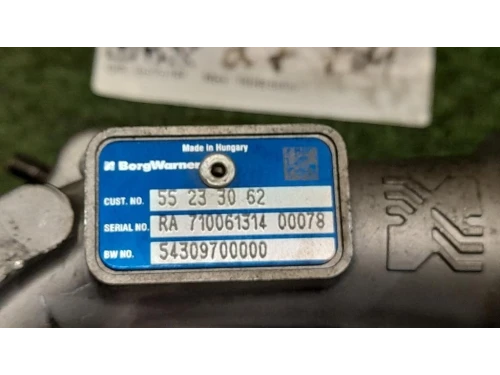 Made in Hungary
BorgWarner
CUST. NO. 55 23 30 62
SERIAL NO. RA 710061314 00078
BW NO. 54309700000